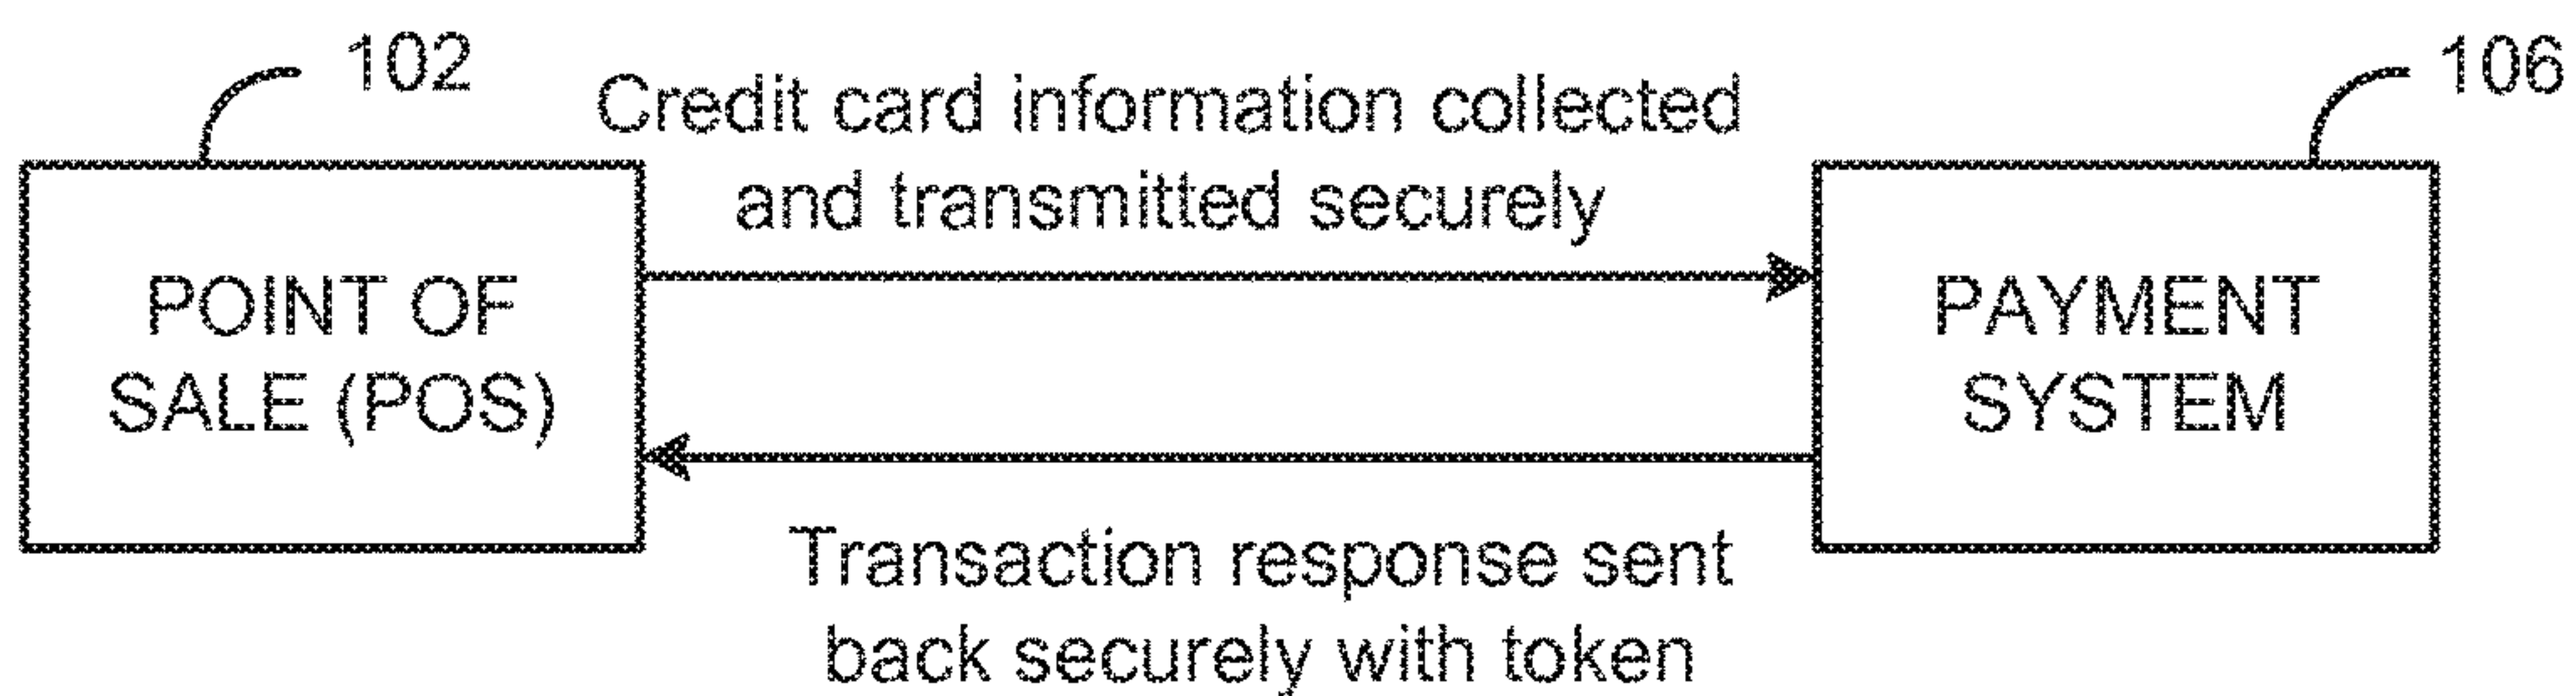 102
Credit card information collected
and transmitted securely
106
POINT OF
SALE (POS)
PAYMENT
SYSTEM
Transaction response sent
back securely with token